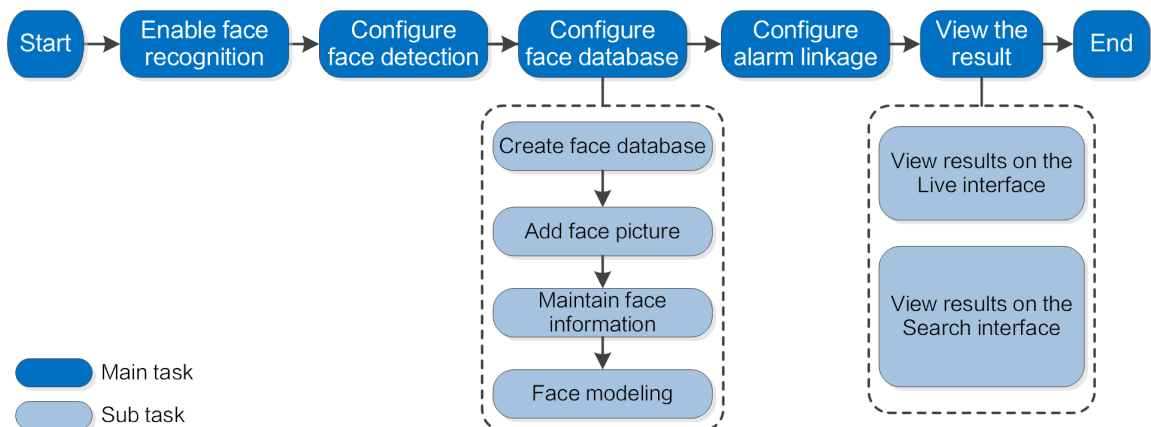 Start
Enable face
recognition
Configure
face detection
Configure
face database
Configure
alarm linkage
View the
result
End
Create face database
Add face picture
Maintain face
information
Face modeling
View results on the
Live interface
View results on the
Search interface
Main task
Sub task